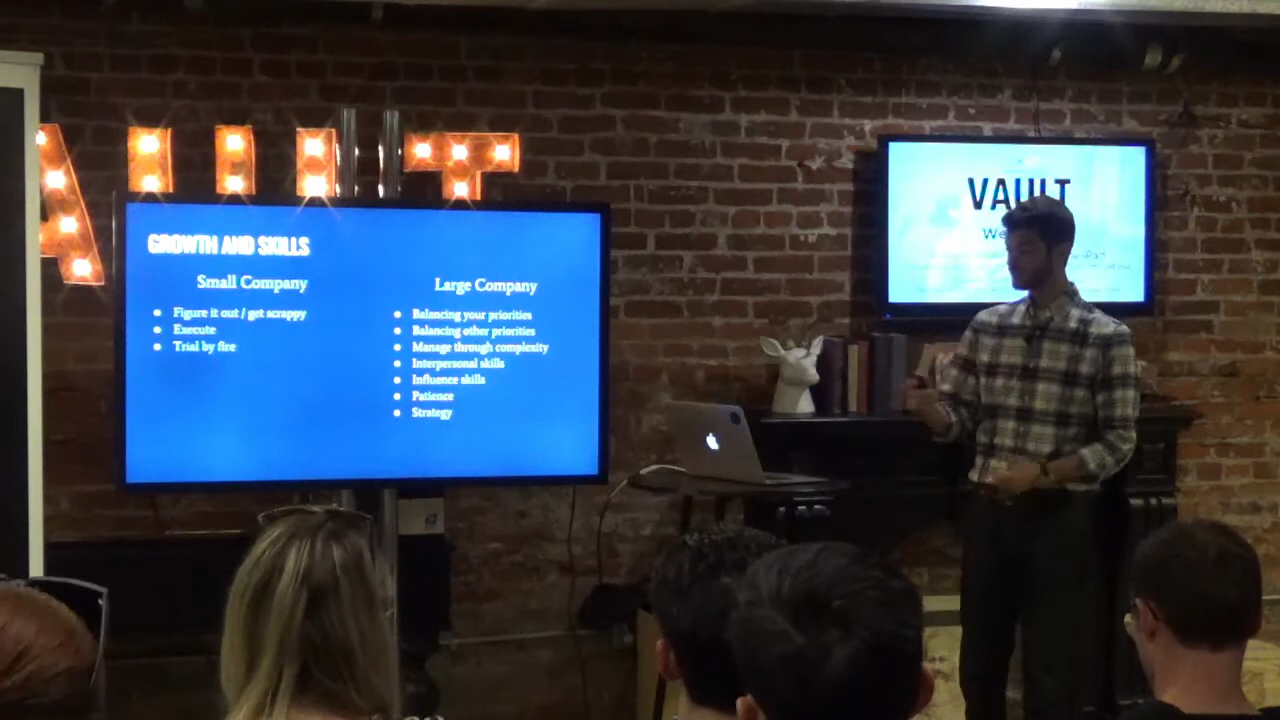 GROWTH AND SKILLS
Small Company
Figure it out / get scrappy
Execute
Trial by fire
Large Company
Balancing your priorities
Balancing other priorities
Manage through complexity
Interpersonal skills
Influence skills
Patience
Strategy
VAULT
iPad